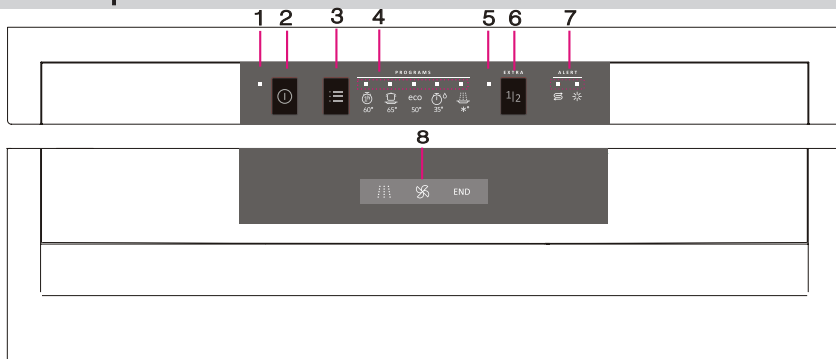 1 2 3 4 5 6 7
PROGRAMS EXTRA ALERT
1|2
eco
60° 65° 50° 35°
8
END